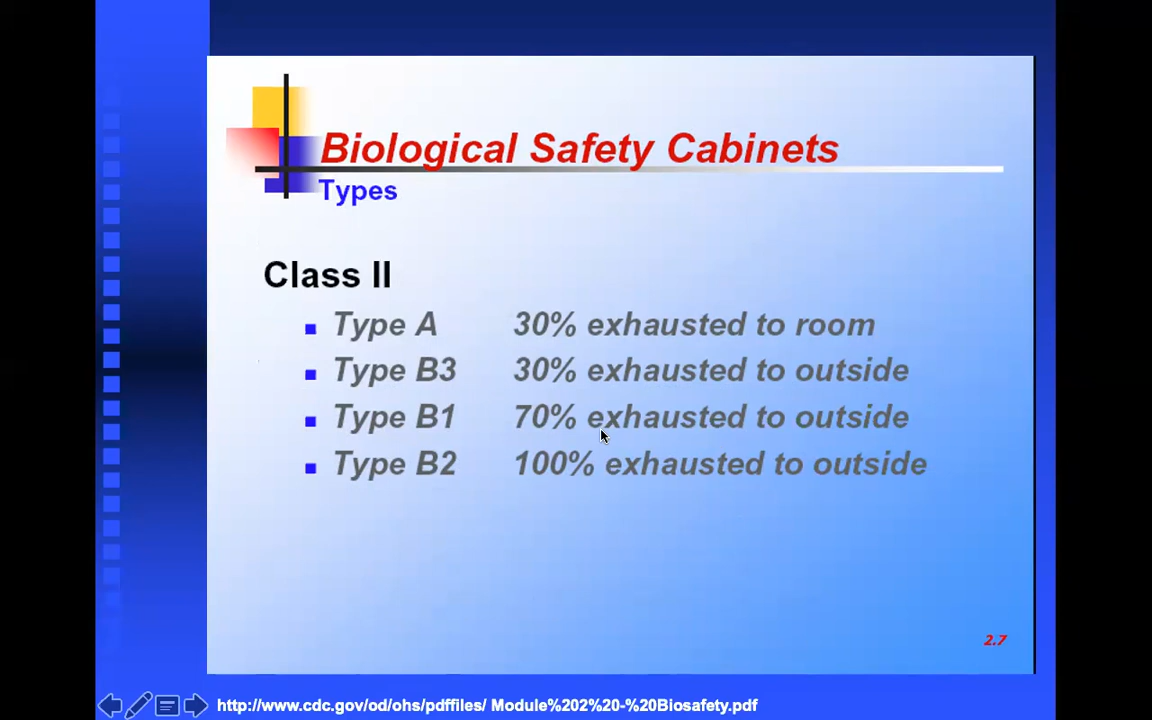 Biological Safety Cabinets
Types
Class II
Type A 30% exhausted to room
Type B3 30% exhausted to outside
Type B1 70% exhausted to outside
Type B2 100% exhausted to outside
2.7
http://www.cdc.gov/od/ohs/pdffiles/ Module%202%20-%20Biosafety.pdf